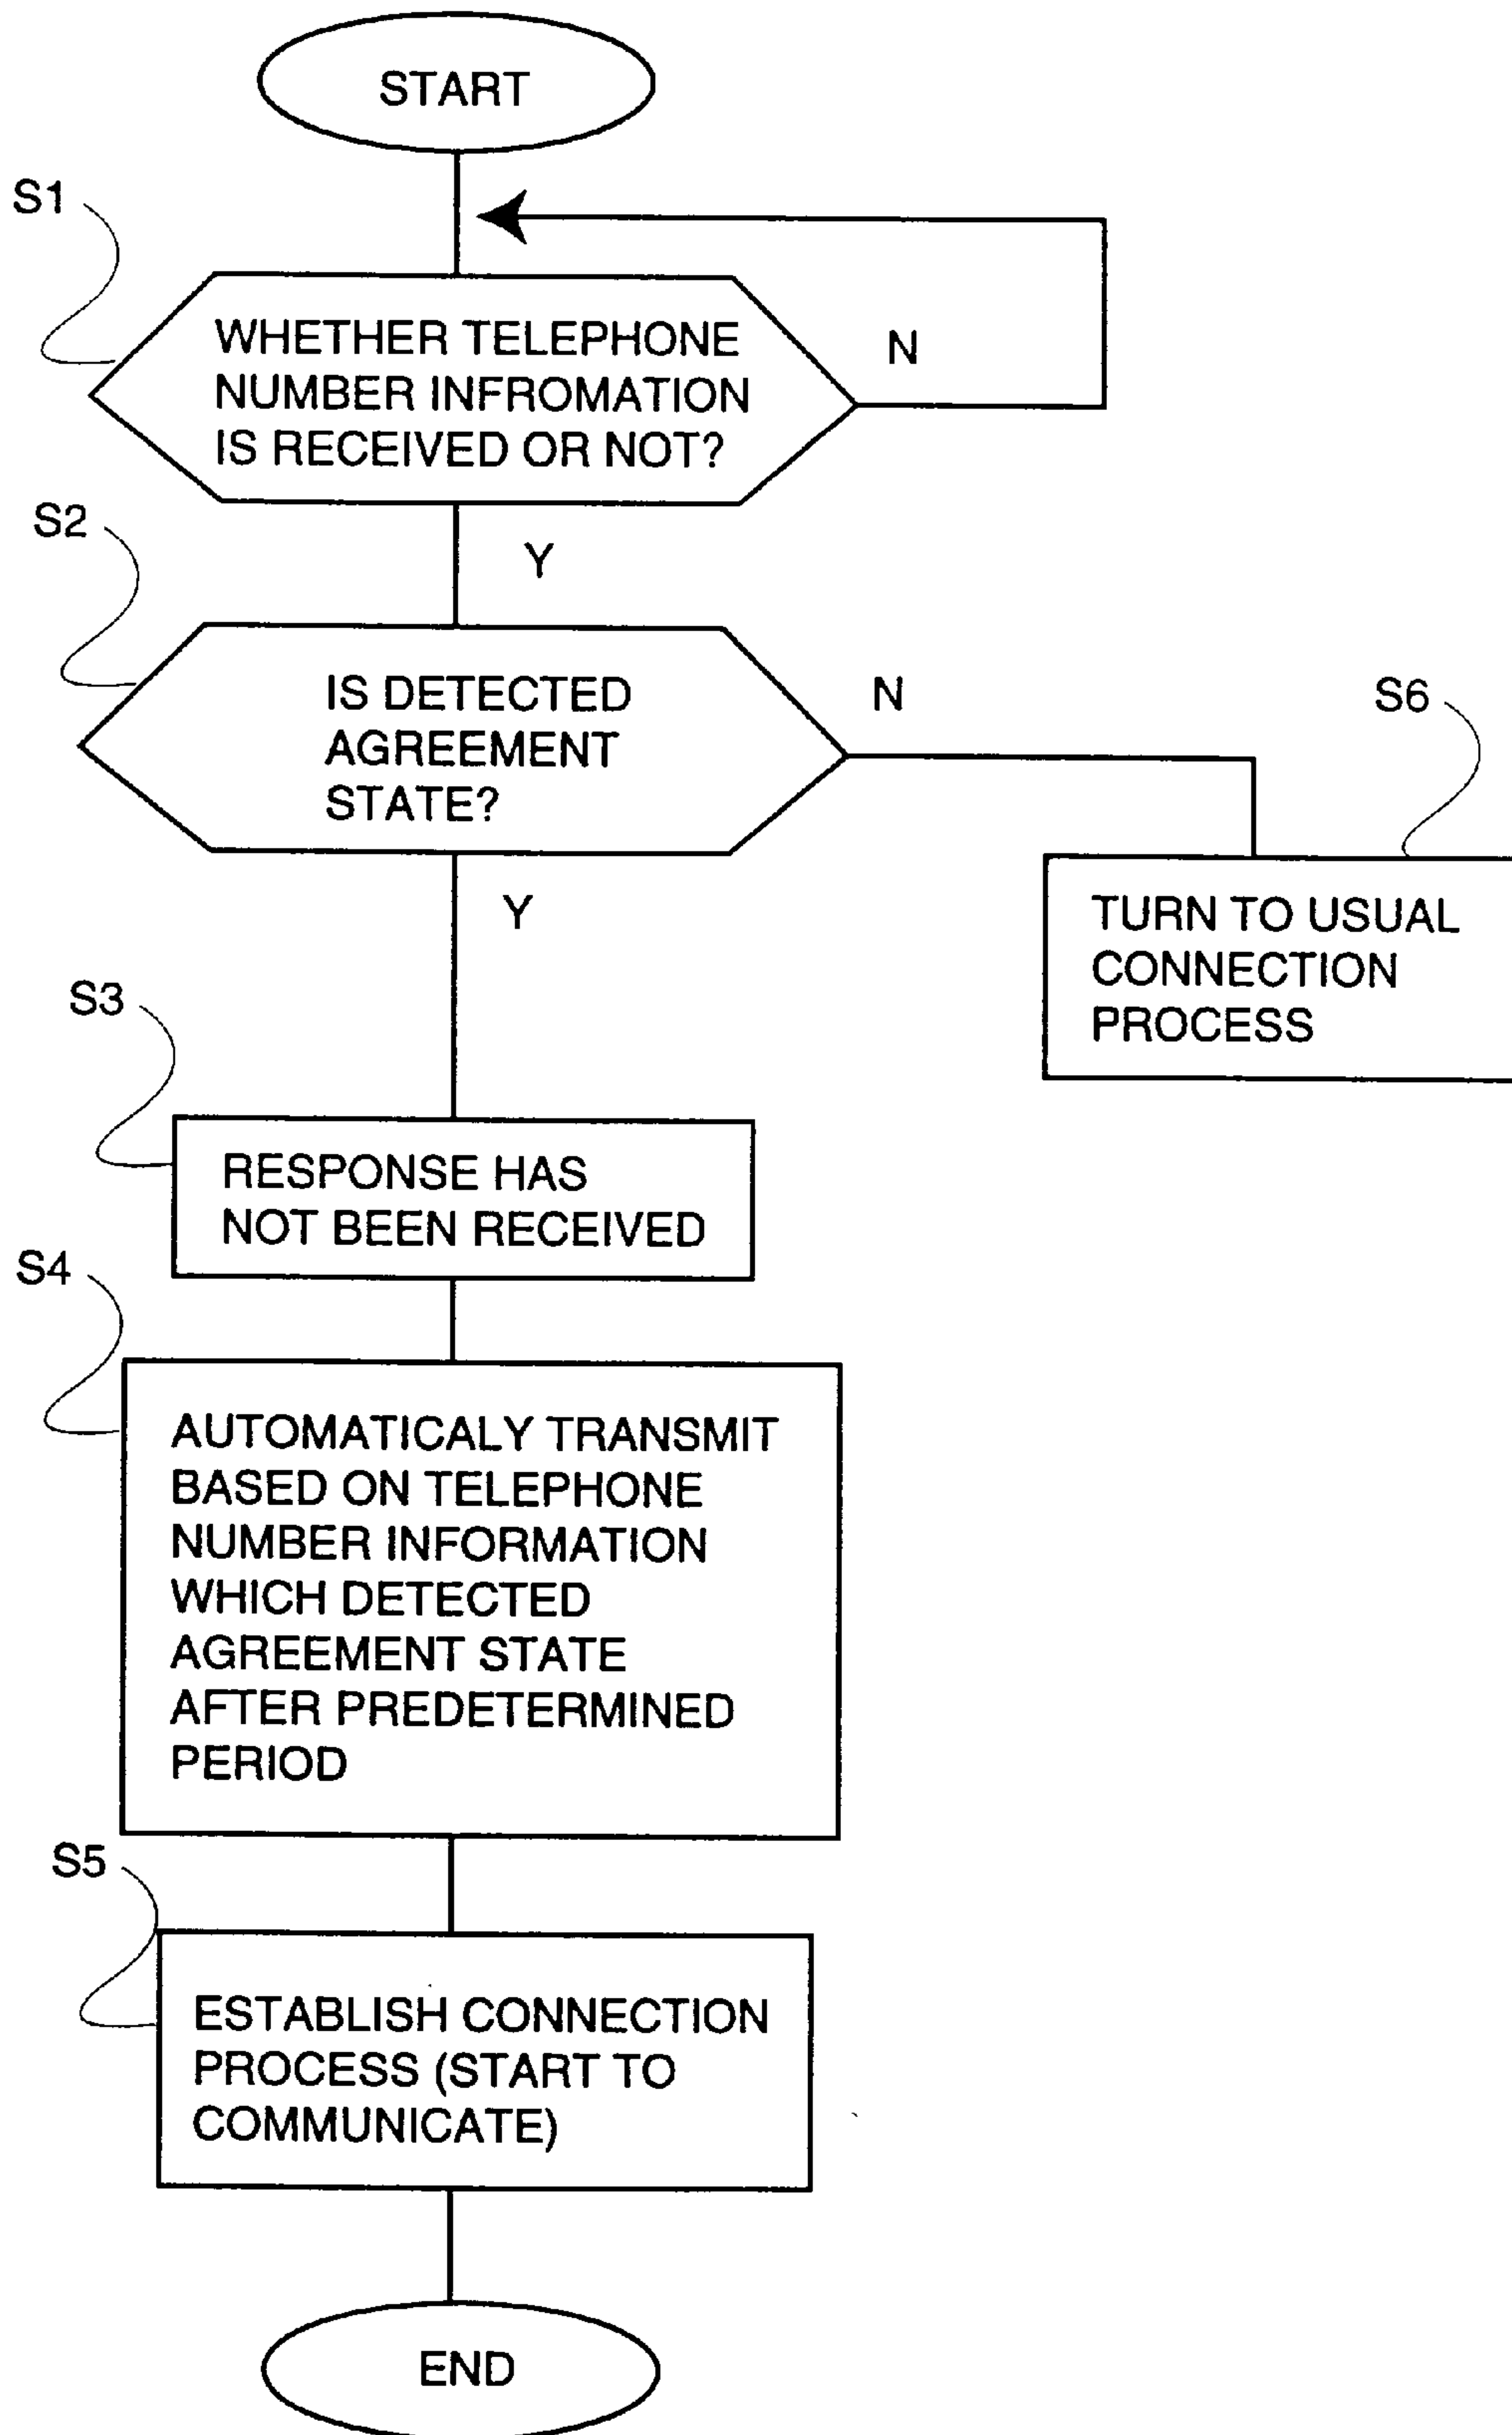 START
S1
WHETHER TELEPHONE
NUMBER INFROMATION
IS RECEIVED OR NOT?
N
S2
Y
IS DETECTED
AGREEMENT
STATE?
N
S6
Y
TURN TO USUAL
CONNECTION
PROCESS
S3
RESPONSE HAS
NOT BEEN RECEIVED
S4
AUTOMATICALY TRANSMIT
BASED ON TELEPHONE
NUMBER INFORMATION
WHICH DETECTED
AGREEMENT STATE
AFTER PREDETERMINED
PERIOD
S5
ESTABLISH CONNECTION
PROCESS (START TO
COMMUNICATE)
END